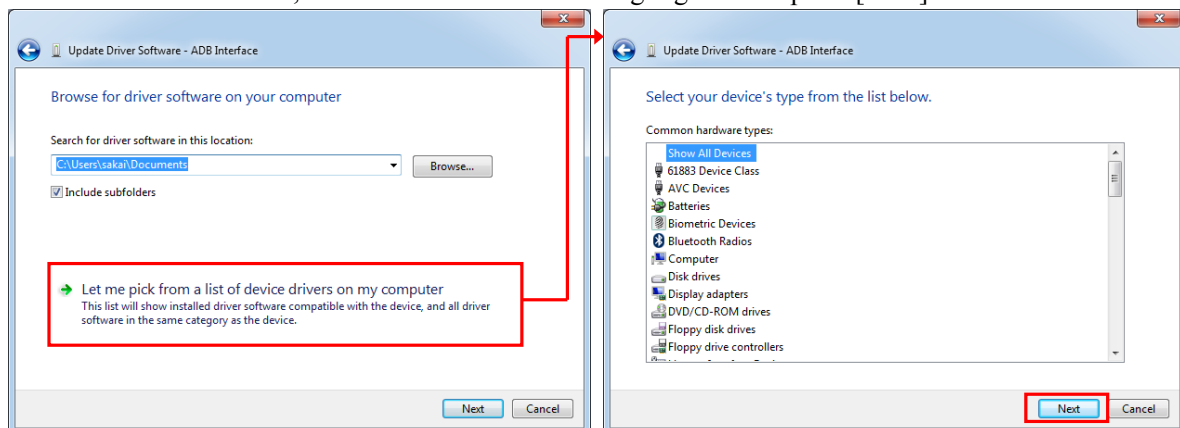 Update Driver Software - ADB Interface
Browse for driver software on your computer
Search for driver software in this location:
C:\Users\sakai\Documents
Browse...
Include subfolders
Let me pick from a list of device drivers on my computer
This list will show installed driver software compatible with the device, and all driver
software in the same category as the device.
Next Cancel
Update Driver Software - ADB Interface
Select your device's type from the list below.
Common hardware types:
Show All Devices
61883 Device Class
AVC Devices
Batteries
Biometric Devices
Bluetooth Radios
Computer
Disk drives
Display adapters
DVD/CD-ROM drives
Floppy disk drives
Floppy drive controllers
Next Cancel